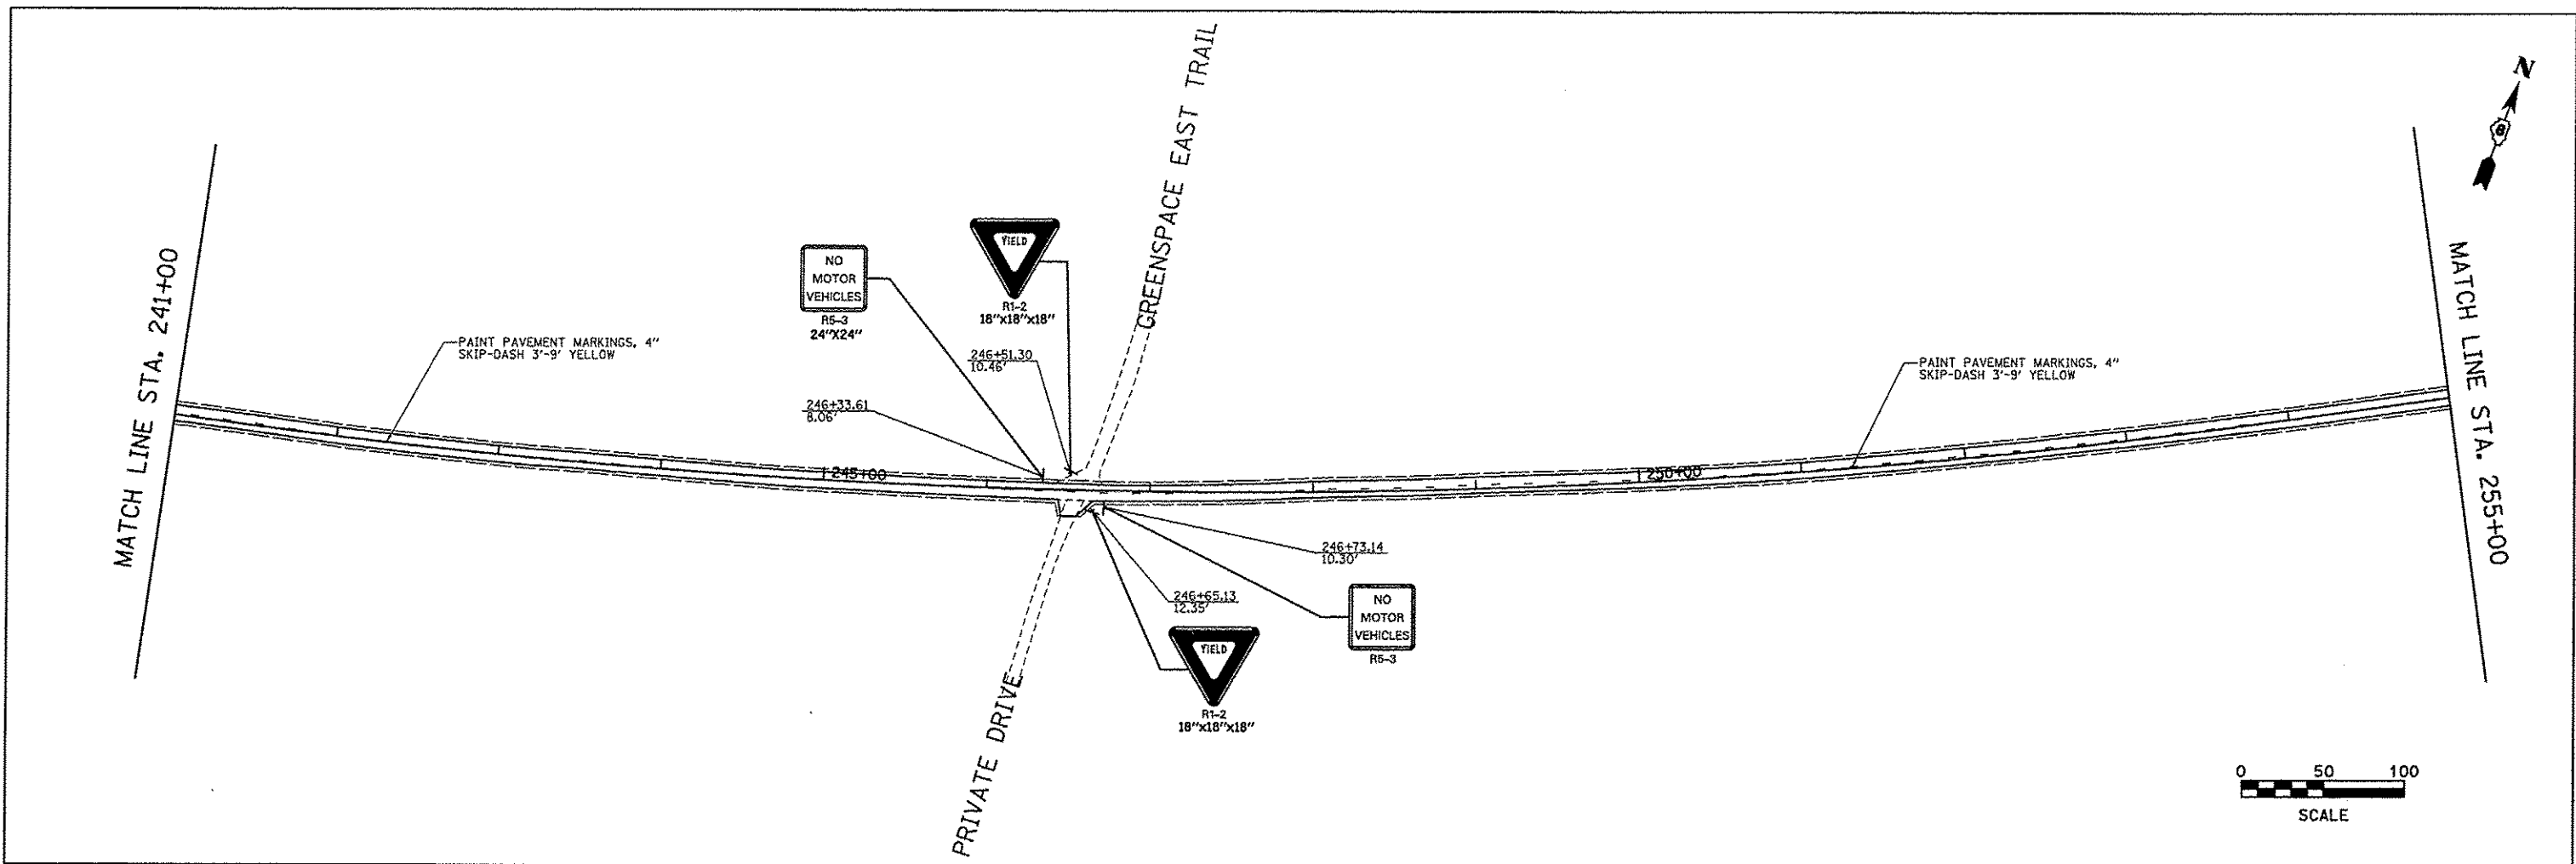 GREENSPACE EAST TRAIL
N
8
MATCH LINE STA. 241+00
PAINT PAVEMENT MARKINGS, 4"
SKIP-DASH 3'-9' YELLOW
NO
MOTOR
VEHICLES
R5-3
24"X24"
YIELD
R1-2
18"x18"x18"
246+51.30
10.46'
246+33.61
8.06'
PAINT PAVEMENT MARKINGS, 4"
SKIP-DASH 3'-9' YELLOW
MATCH LINE STA. 255+00
245+00
250+00
246+73.14
10.30'
246+65.13
12.35'
NO
MOTOR
VEHICLES
R5-3
YIELD
R1-2
18"x18"x18"
PRIVATE DRIVE
0 50 100
SCALE